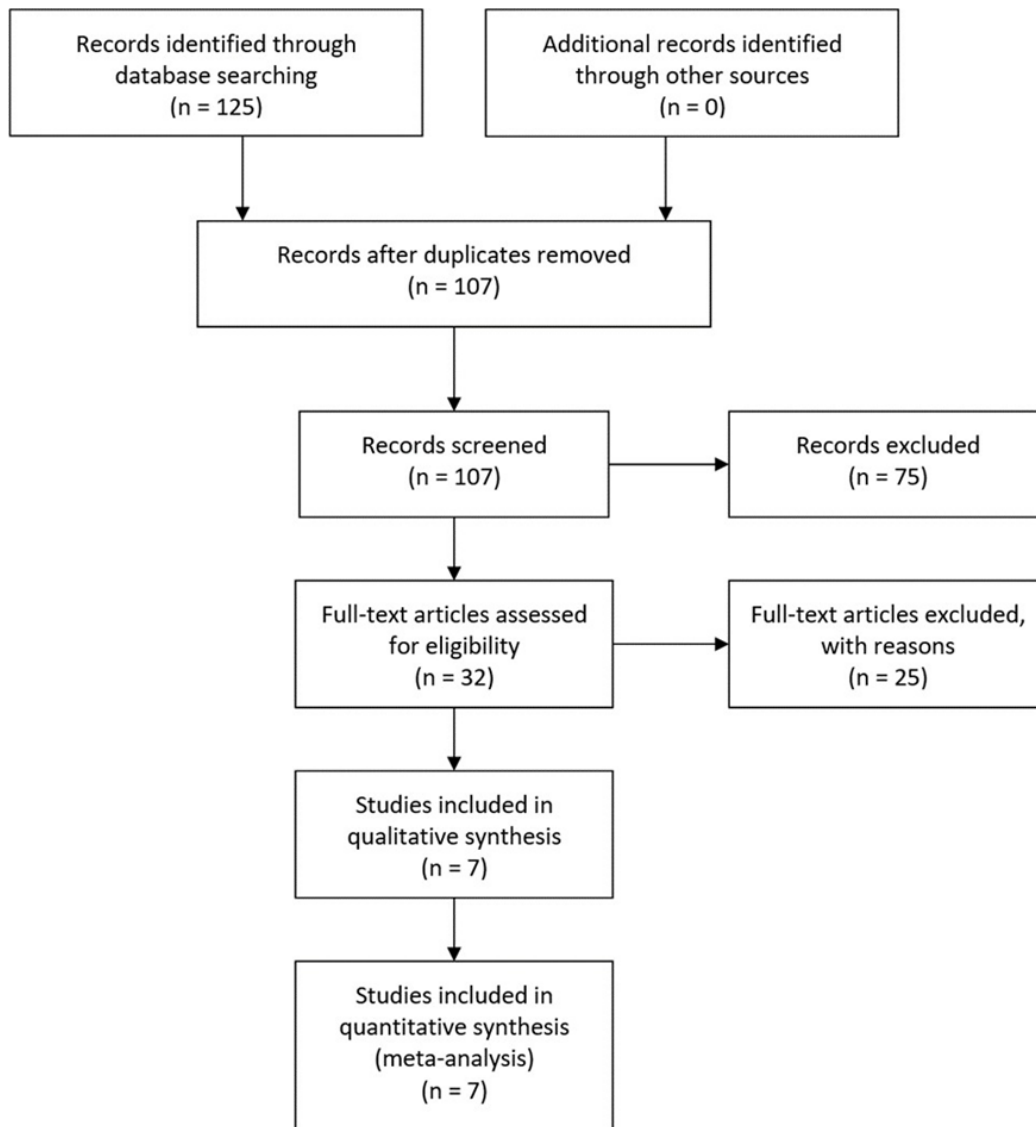 Records identified through
database searching
(n = 125)
Additional records identified
through other sources
(n = 0)
Records after duplicates removed
(n = 107)
Records screened
(n = 107)
Records excluded
(n = 75)
Full-text articles assessed
for eligibility
(n = 32)
Full-text articles excluded,
with reasons
(n = 25)
Studies included in
qualitative synthesis
(n = 7)
Studies included in
quantitative synthesis
(meta-analysis)
(n = 7)